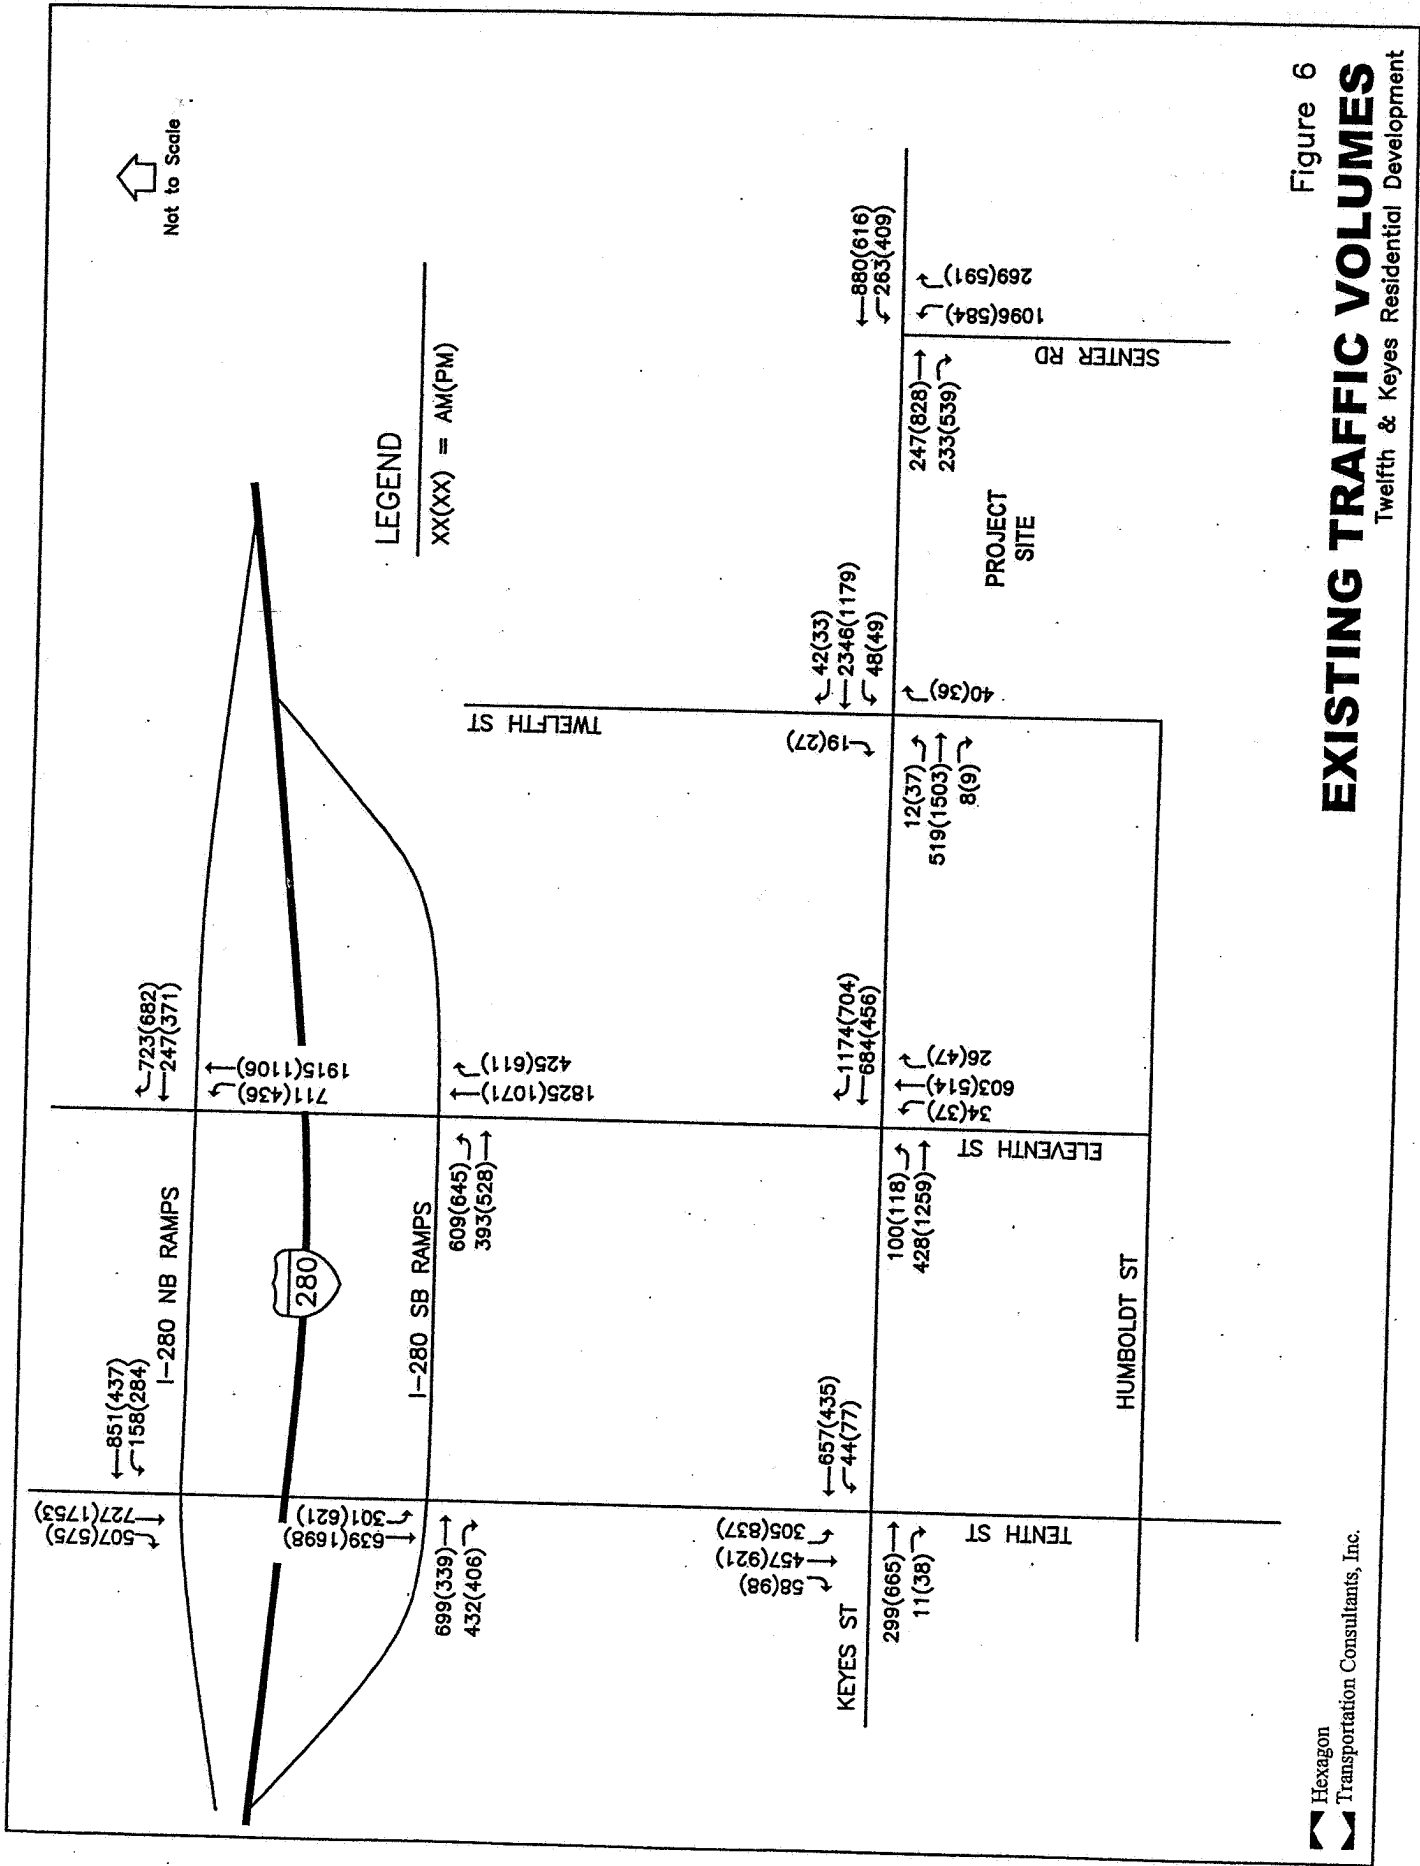 Not to Scale
LEGEND
XX(XX) = AM(PM)
851(437)
158(284)
723(682)
247(371)
507(575)
727(1753)
I-280 NB RAMPS
711(436)
1915(1106)
280
639(1698)
301(621)
I-280 SB RAMPS
1825(1071)
425(611)
699(339)
432(406)
609(645)
393(528)
TWELFTH ST
58(98)
457(921)
305(837)
657(435)
44(77)
1174(704)
684(456)
19(27)
42(33)
2346(1179)
48(49)
880(616)
263(409)
KEYES ST
299(665)
11(38)
TENTH ST
100(118)
428(1259)
ELEVENTH ST
34(37)
603(514)
26(47)
12(37)
519(1503)
8(9)
40(36)
247(828)
233(539)
SENTER RD
1096(584)
269(591)
PROJECT
SITE
HUMBOLDT ST
Hexagon
Transportation Consultants, Inc.
Figure 6
EXISTING TRAFFIC VOLUMES
Twelfth & Keyes Residential Development